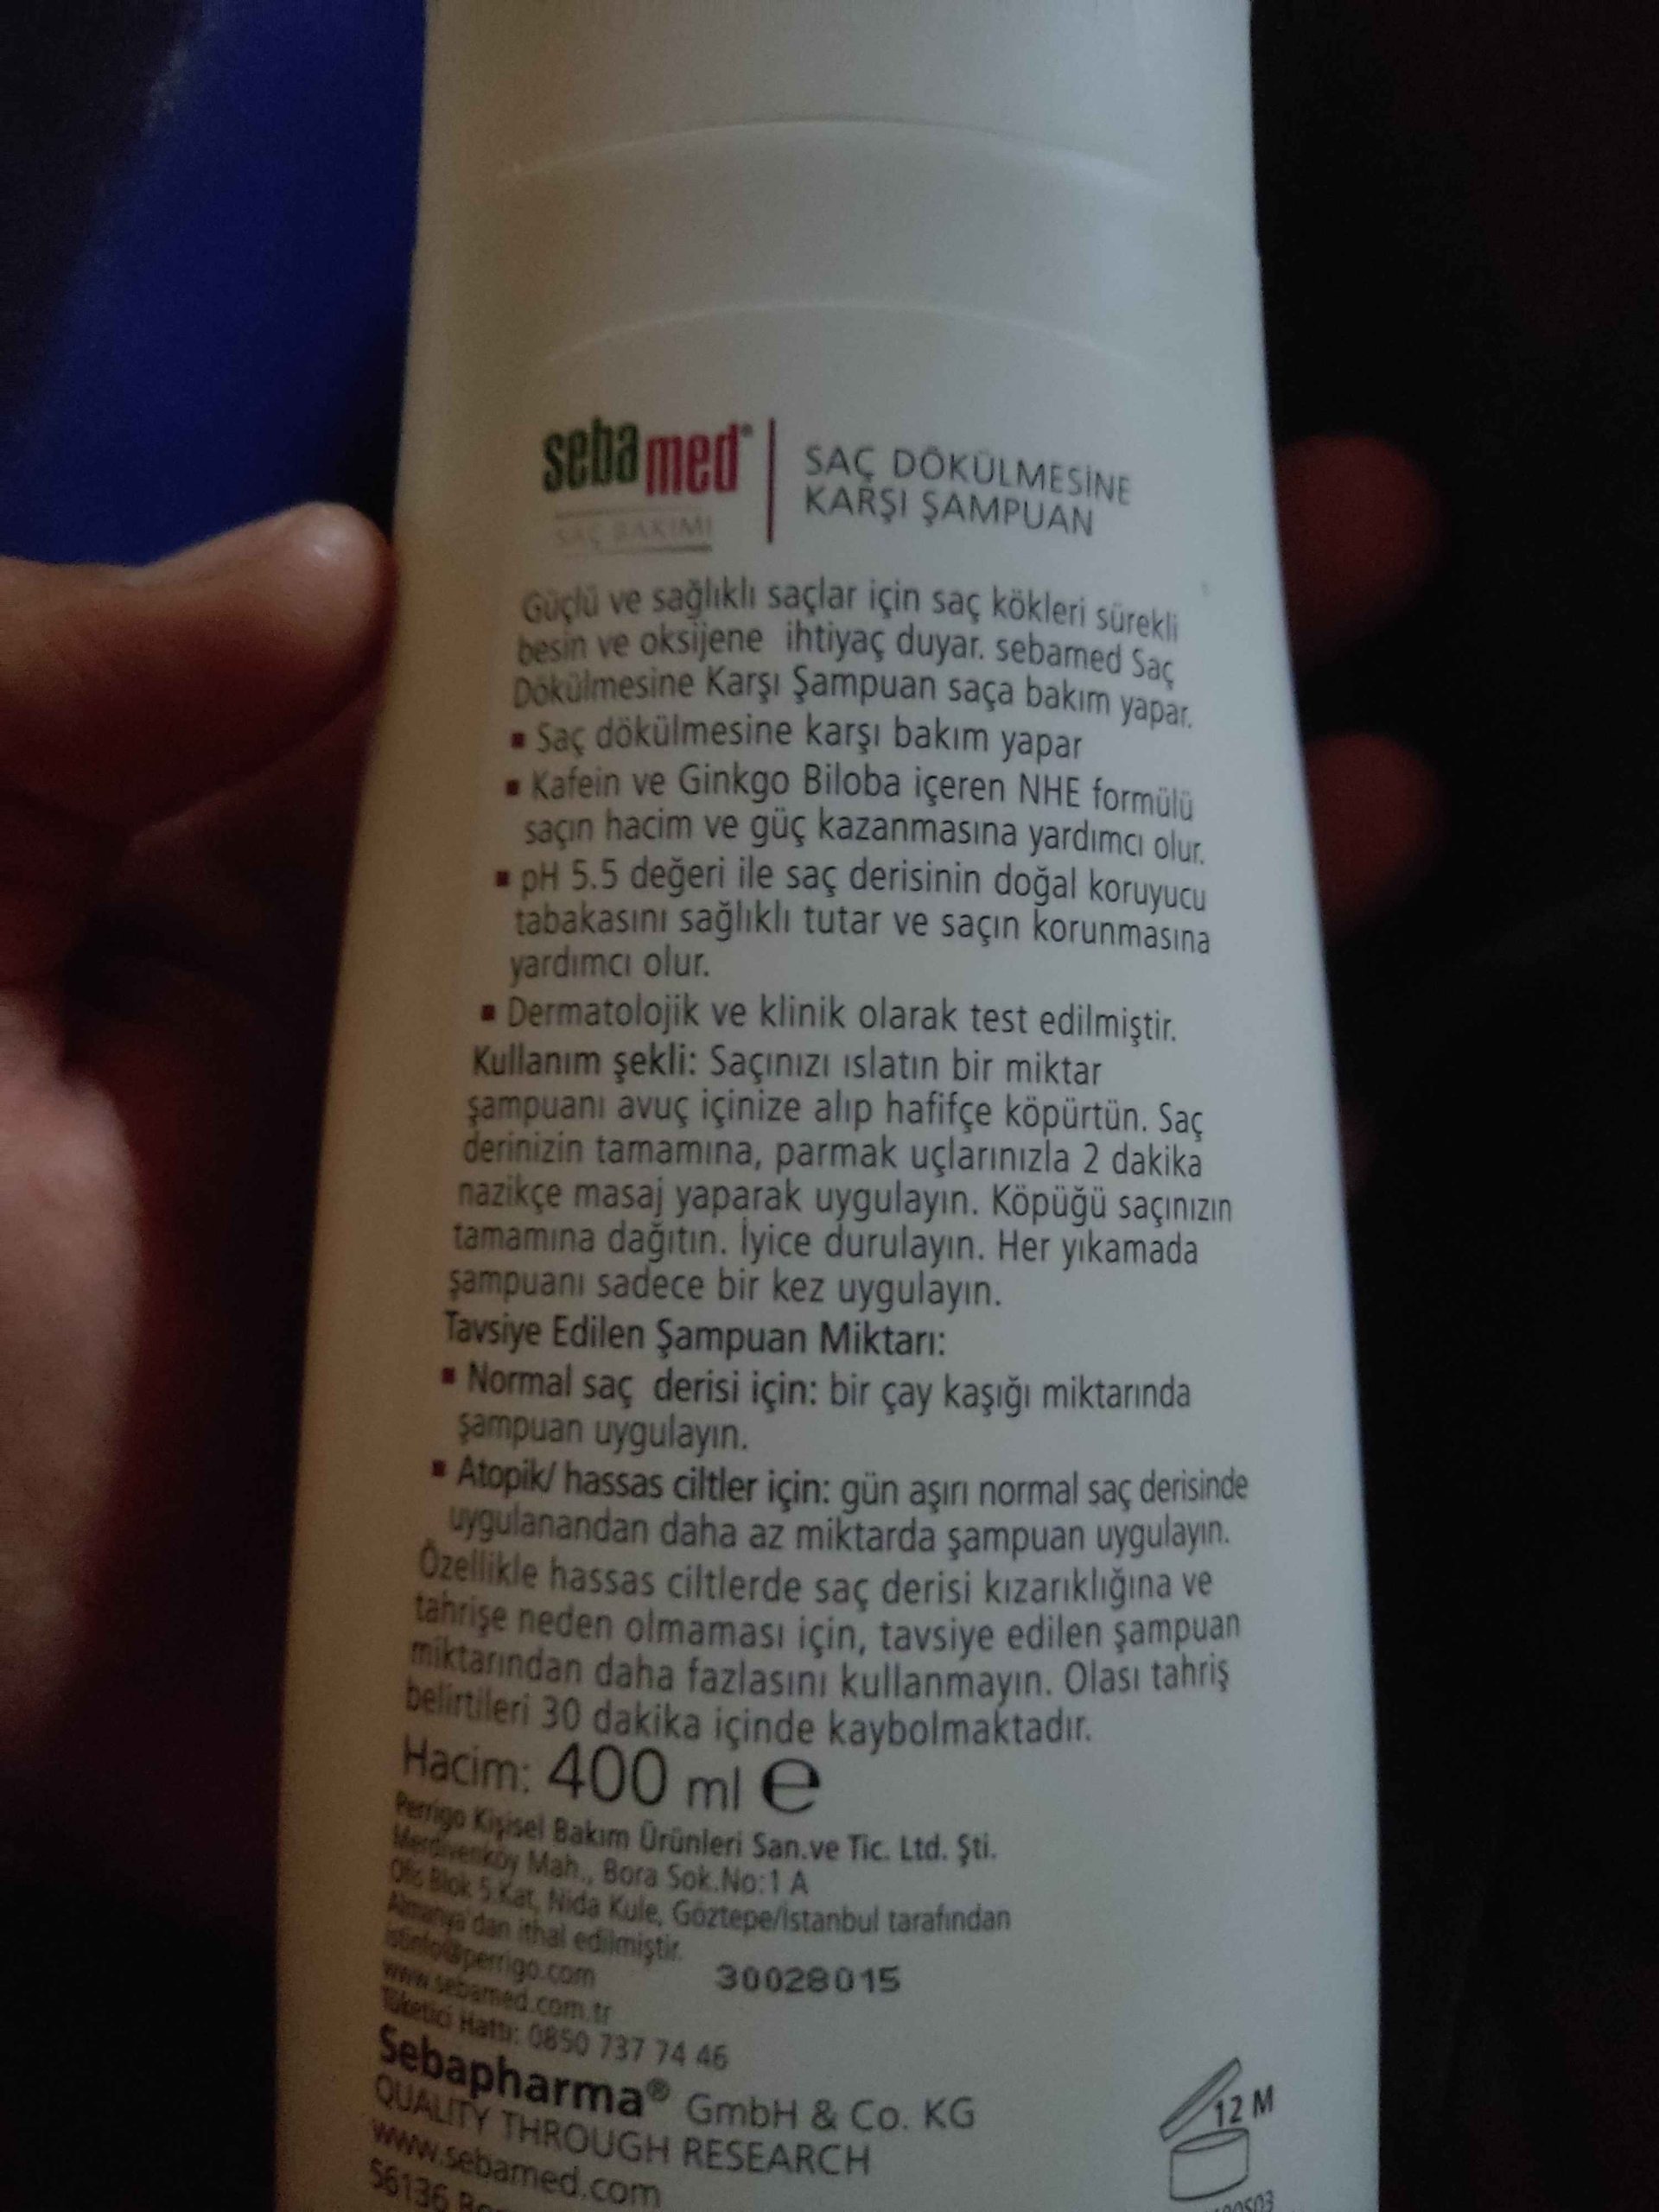 sebamed®
SAÇ BAKIMI
SAÇ DÖKÜLMESİNE
KARŞI ŞAMPUAN
Güçlü ve sağlıklı saçlar için saç kökleri sürekli
besin ve oksijene ihtiyaç duyar. sebamed Saç
Dökülmesine Karşı Şampuan saça bakım yapar.
▪ Saç dökülmesine karşı bakım yapar
▪ Kafein ve Ginkgo Biloba içeren NHE formülü
saçın hacim ve güç kazanmasına yardımcı olur.
▪ pH 5.5 değeri ile saç derisinin doğal koruyucu
tabakasını sağlıklı tutar ve saçın korunmasına
yardımcı olur.
▪ Dermatolojik ve klinik olarak test edilmiştir.
Kullanım şekli: Saçınızı ıslatın bir miktar
şampuanı avuç içinize alıp hafifçe köpürtün. Saç
derinizin tamamına, parmak uçlarınızla 2 dakika
nazikçe masaj yaparak uygulayın. Köpüğü saçınızın
tamamına dağıtın. İyice durulayın. Her yıkamada
şampuanı sadece bir kez uygulayın.
Tavsiye Edilen Şampuan Miktarı:
▪ Normal saç derisi için: bir çay kaşığı miktarında
şampuan uygulayın.
▪ Atopik/ hassas ciltler için: gün aşırı normal saç derisinde
uygulanandan daha az miktarda şampuan uygulayın.
Özellikle hassas ciltlerde saç derisi kızarıklığına ve
tahrişe neden olmaması için, tavsiye edilen şampuan
miktarından daha fazlasını kullanmayın. Olası tahriş
belirtileri 30 dakika içinde kaybolmaktadır.
Hacim: 400 ml e
Perrigo Kişisel Bakım Ürünleri San.ve Tic. Ltd. Şti.
Merdivenköy Mah., Bora Sok.No:1 A
Ofis Blok 5.Kat, Nida Kule, Göztepe/İstanbul tarafından
Almanya'dan ithal edilmiştir.
istinfo@perrigo.com
30028015
www.sebamed.com.tr
Tüketici Hattı: 0850 737 74 46
Sebapharma® GmbH & Co. KG
QUALITY THROUGH RESEARCH
12 M
www.sebamed.com
56136